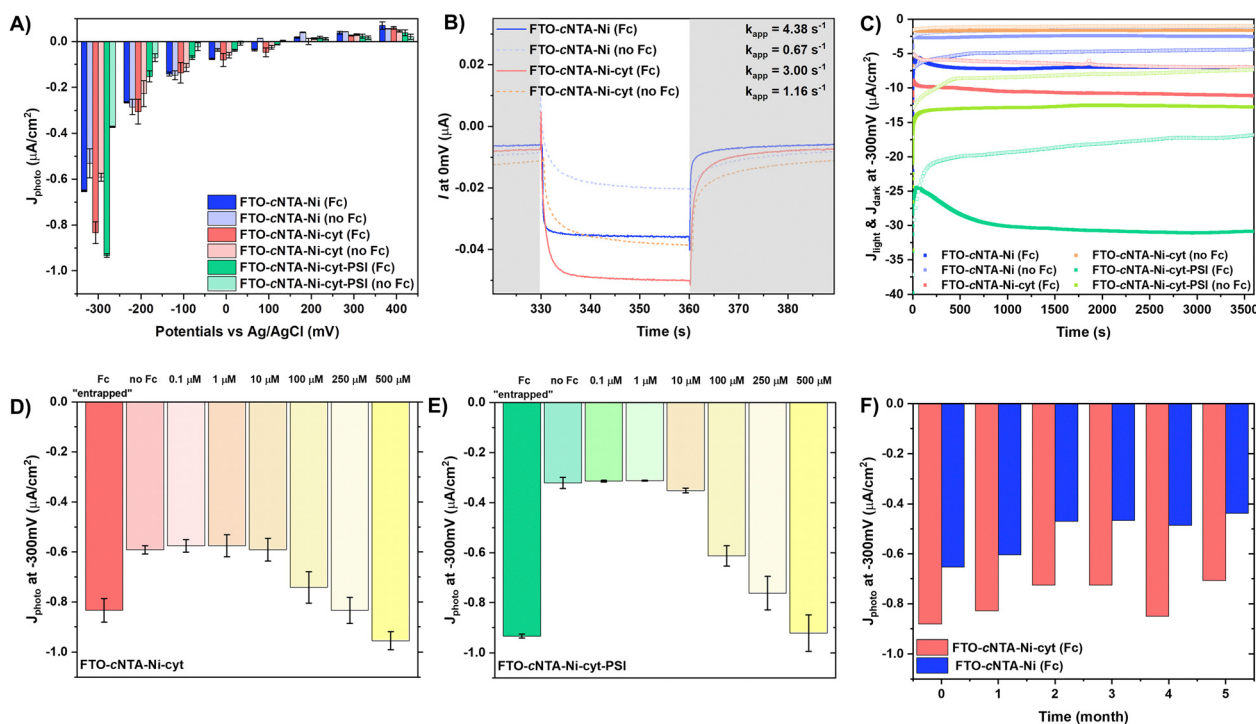 A)
0.0
-0.2
-0.4
-0.6
-0.8
-1.0
J_photo (μA/cm²)
FTO-cNTA-Ni (Fc)
FTO-cNTA-Ni (no Fc)
FTO-cNTA-Ni-cyt (Fc)
FTO-cNTA-Ni-cyt (no Fc)
FTO-cNTA-Ni-cyt-PSI (Fc)
FTO-cNTA-Ni-cyt-PSI (no Fc)
-300 -200 -100 0 100 200 300 400
Potentials vs Ag/AgCl (mV)
B)
FTO-cNTA-Ni (Fc) k_app = 4.38 s⁻¹
FTO-cNTA-Ni (no Fc) k_app = 0.67 s⁻¹
FTO-cNTA-Ni-cyt (Fc) k_app = 3.00 s⁻¹
FTO-cNTA-Ni-cyt (no Fc) k_app = 1.16 s⁻¹
0.02
0.00
-0.02
-0.04
I at 0mV (μA)
330 340 350 360 370 380
Time (s)
C)
-5
-10
-15
-20
-25
-30
-35
-40
J_light & J_dark at -300mV (μA/cm²)
FTO-cNTA-Ni (Fc) FTO-cNTA-Ni-cyt (no Fc)
FTO-cNTA-Ni (no Fc) FTO-cNTA-Ni-cyt-PSI (Fc)
FTO-cNTA-Ni-cyt (Fc) FTO-cNTA-Ni-cyt-PSI (no Fc)
0 500 1000 1500 2000 2500 3000 3500
Time (s)
D)
Fc "entrapped" no Fc 0.1 μM 1 μM 10 μM 100 μM 250 μM 500 μM
0.0
-0.2
-0.4
-0.6
-0.8
-1.0
J_photo at -300mV (μA/cm²)
FTO-cNTA-Ni-cyt
E)
Fc "entrapped" no Fc 0.1 μM 1 μM 10 μM 100 μM 250 μM 500 μM
0.0
-0.2
-0.4
-0.6
-0.8
-1.0
J_photo at -300mV (μA/cm²)
FTO-cNTA-Ni-cyt-PSI
F)
0.0
-0.2
-0.4
-0.6
-0.8
-1.0
J_photo at -300mV (μA/cm²)
FTO-cNTA-Ni-cyt (Fc)
FTO-cNTA-Ni (Fc)
0 1 2 3 4 5
Time (month)